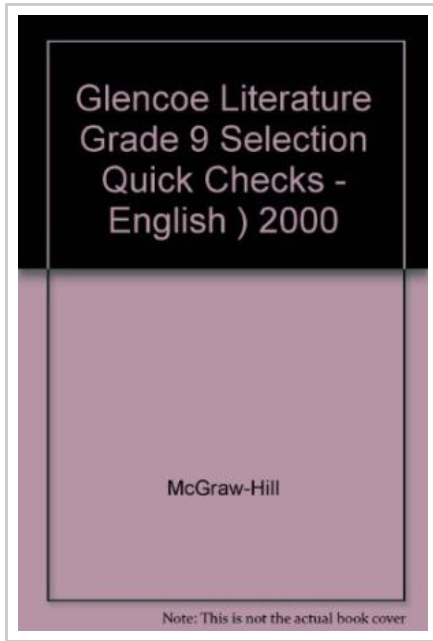 Glencoe Literature
Grade 9 Selection
Quick Checks -
English ) 2000
McGraw-Hill
Note: This is not the actual book cover